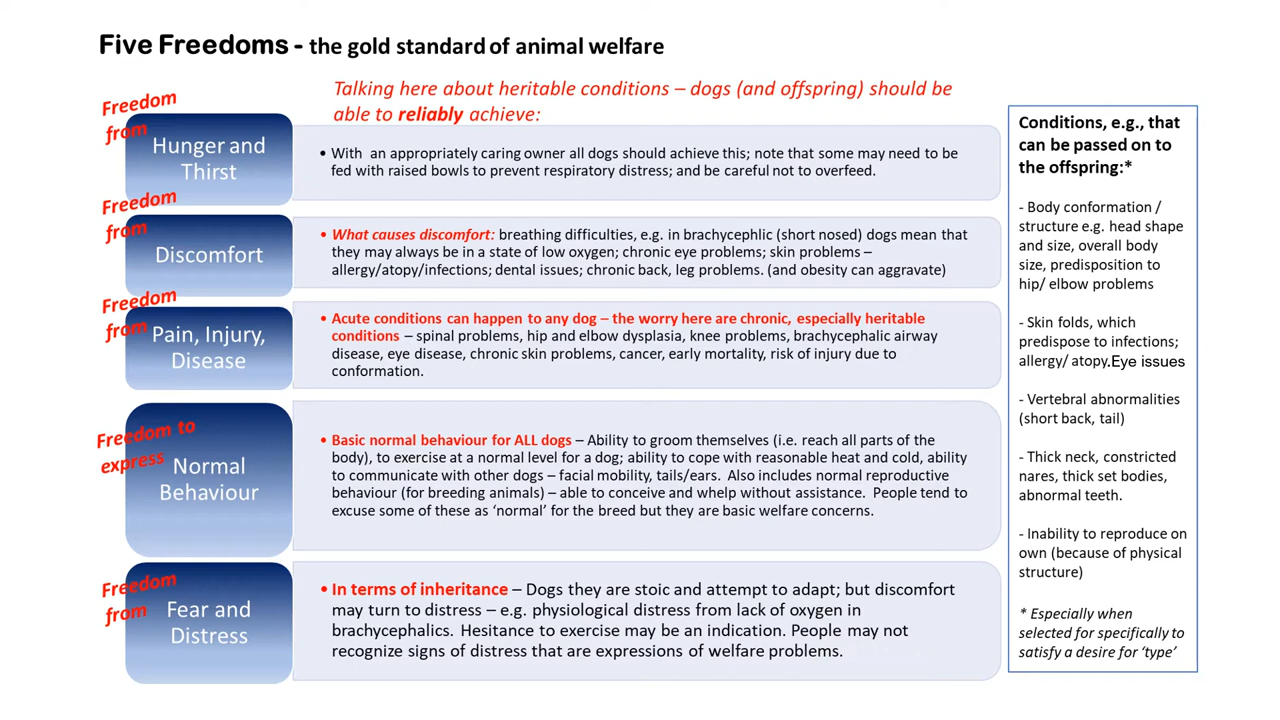 Five Freedoms - the gold standard of animal welfare
Talking here about heritable conditions – dogs (and offspring) should be
able to reliably achieve:
Freedom
from
Hunger and
Thirst
• With an appropriately caring owner all dogs should achieve this; note that some may need to be
fed with raised bowls to prevent respiratory distress; and be careful not to overfeed.
Freedom
from
Discomfort
• What causes discomfort: breathing difficulties, e.g. in brachycephlic (short nosed) dogs mean that
they may always be in a state of low oxygen; chronic eye problems; skin problems –
allergy/atopy/infections; dental issues; chronic back, leg problems. (and obesity can aggravate)
Freedom
from
Pain, Injury,
Disease
• Acute conditions can happen to any dog – the worry here are chronic, especially heritable
conditions – spinal problems, hip and elbow dysplasia, knee problems, brachycephalic airway
disease, eye disease, chronic skin problems, cancer, early mortality, risk of injury due to
conformation.
Freedom to
express
Normal
Behaviour
• Basic normal behaviour for ALL dogs – Ability to groom themselves (i.e. reach all parts of the
body), to exercise at a normal level for a dog; ability to cope with reasonable heat and cold, ability
to communicate with other dogs – facial mobility, tails/ears. Also includes normal reproductive
behaviour (for breeding animals) – able to conceive and whelp without assistance. People tend to
excuse some of these as ‘normal’ for the breed but they are basic welfare concerns.
Freedom
from
Fear and
Distress
• In terms of inheritance – Dogs they are stoic and attempt to adapt; but discomfort
may turn to distress – e.g. physiological distress from lack of oxygen in
brachycephalics. Hesitance to exercise may be an indication. People may not
recognize signs of distress that are expressions of welfare problems.
Conditions, e.g., that
can be passed on to
the offspring:*
- Body conformation /
structure e.g. head shape
and size, overall body
size, predisposition to
hip/ elbow problems
- Skin folds, which
predispose to infections;
allergy/ atopy.Eye issues
- Vertebral abnormalities
(short back, tail)
- Thick neck, constricted
nares, thick set bodies,
abnormal teeth.
- Inability to reproduce on
own (because of physical
structure)
* Especially when
selected for specifically to
satisfy a desire for ‘type’